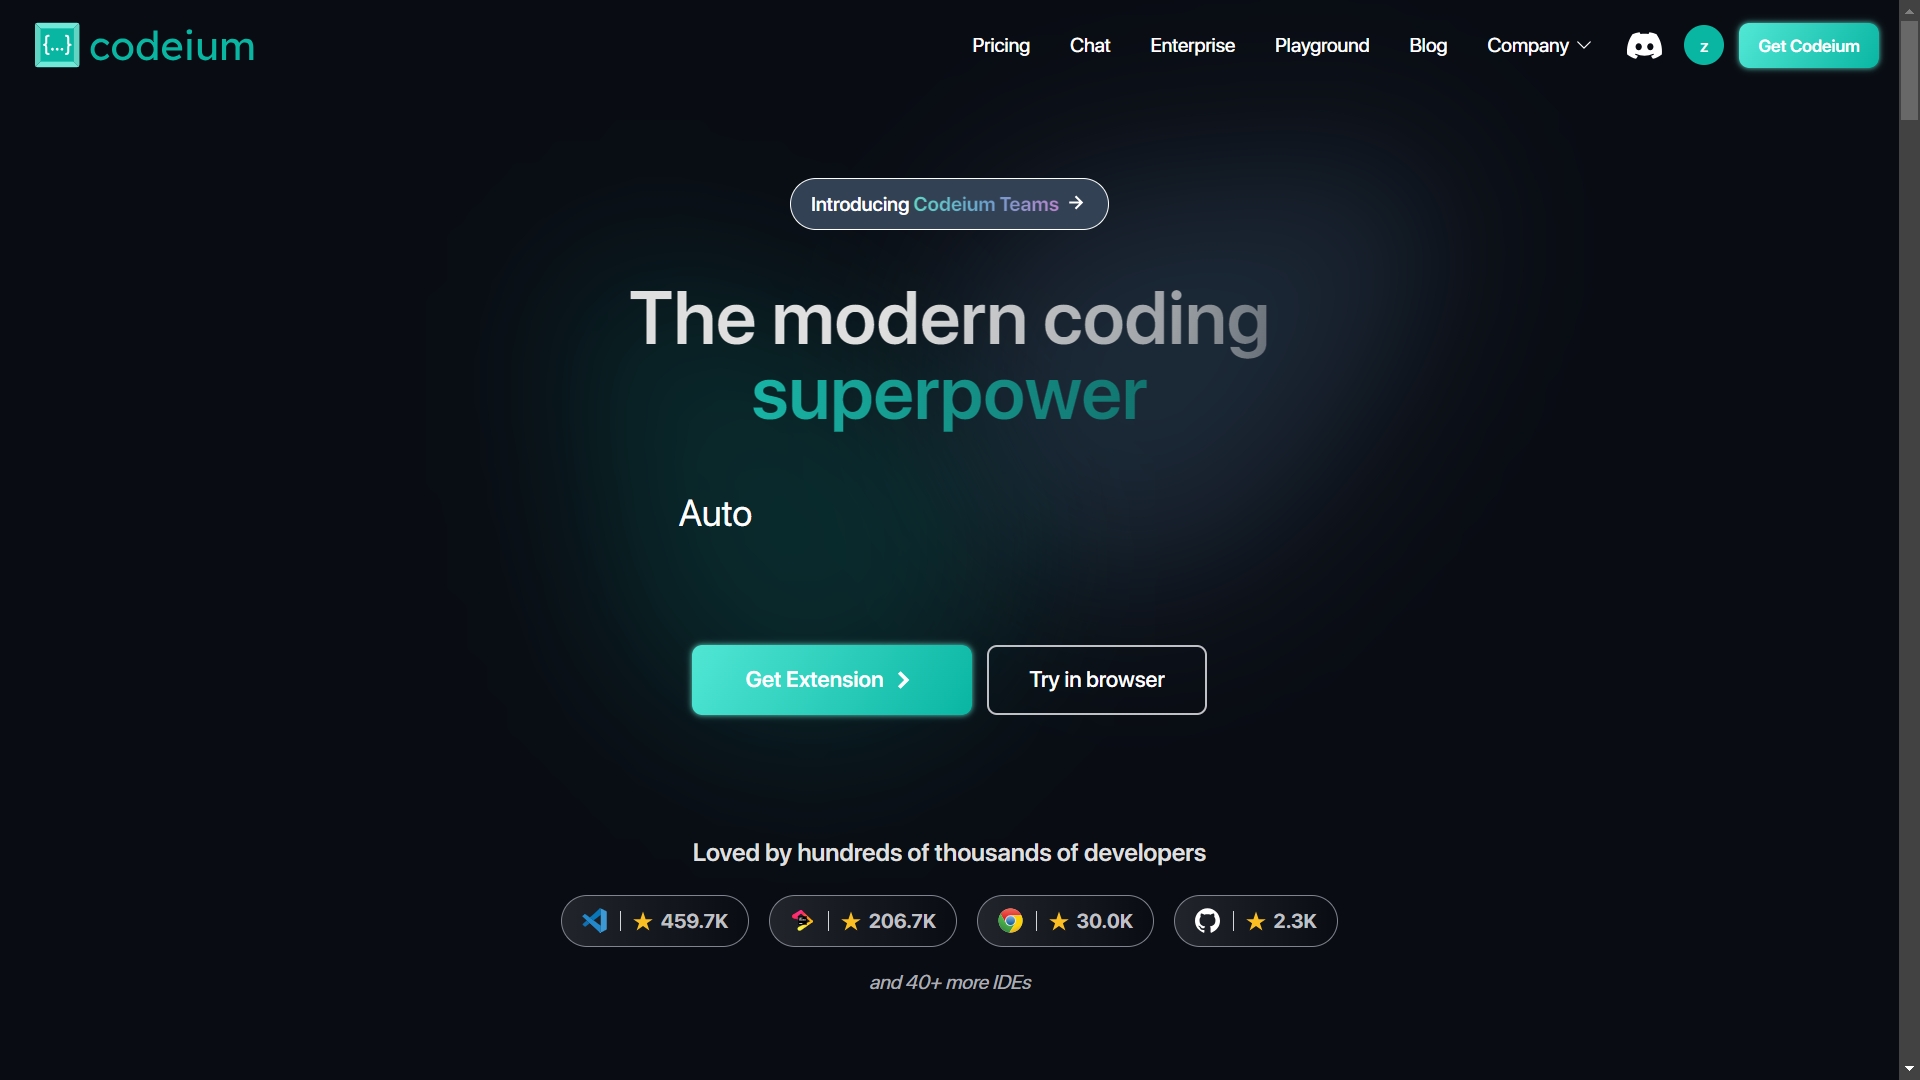 {...} codeium
Pricing Chat Enterprise Playground Blog Company z Get Codeium
Introducing Codeium Teams →
The modern coding
superpower
Auto
Get Extension
Try in browser
Loved by hundreds of thousands of developers
459.7K
206.7K
30.0K
2.3K
and 40+ more IDEs